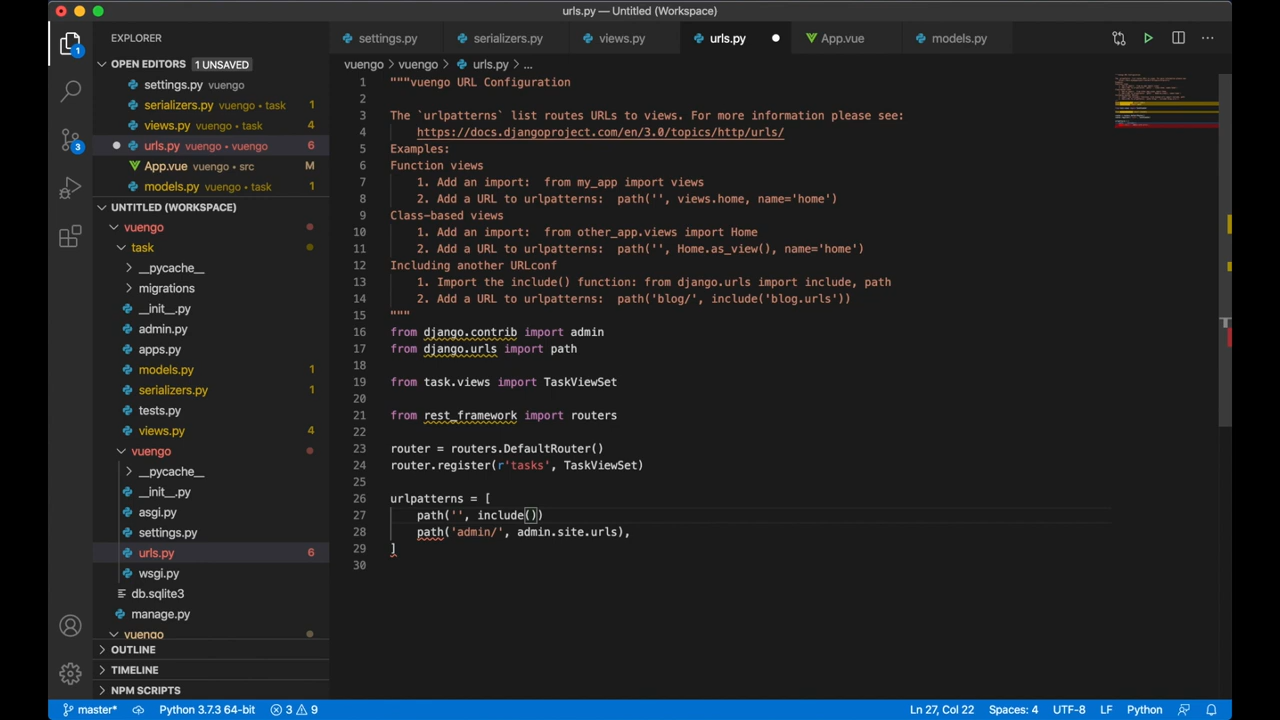 urls.py — Untitled (Workspace)
EXPLORER
settings.py
serializers.py
views.py
urls.py
App.vue
models.py
OPEN EDITORS
1 UNSAVED
settings.py vuengo
serializers.py vuengo • task 1
views.py vuengo • task 4
urls.py vuengo • vuengo 6
App.vue vuengo • src M
models.py vuengo • task 1
UNTITLED (WORKSPACE)
vuengo
task
__pycache__
migrations
__init__.py
admin.py
apps.py
models.py 1
serializers.py 1
tests.py
views.py 4
vuengo
__pycache__
__init__.py
asgi.py
settings.py
urls.py 6
wsgi.py
db.sqlite3
manage.py
vuengo
OUTLINE
TIMELINE
NPM SCRIPTS
1
3
vuengo > vuengo > urls.py > ...
1 """vuengo URL Configuration
2
3 The `urlpatterns` list routes URLs to views. For more information please see:
4 https://docs.djangoproject.com/en/3.0/topics/http/urls/
5 Examples:
6 Function views
7 1. Add an import:  from my_app import views
8 2. Add a URL to urlpatterns:  path('', views.home, name='home')
9 Class-based views
10 1. Add an import:  from other_app.views import Home
11 2. Add a URL to urlpatterns:  path('', Home.as_view(), name='home')
12 Including another URLconf
13 1. Import the include() function: from django.urls import include, path
14 2. Add a URL to urlpatterns:  path('blog/', include('blog.urls'))
15 """
16 from django.contrib import admin
17 from django.urls import path
18
19 from task.views import TaskViewSet
20
21 from rest_framework import routers
22
23 router = routers.DefaultRouter()
24 router.register(r'tasks', TaskViewSet)
25
26 urlpatterns = [
27 path('', include())
28 path('admin/', admin.site.urls),
29 ]
30
master* Python 3.7.3 64-bit 3 9 Ln 27, Col 22 Spaces: 4 UTF-8 LF Python